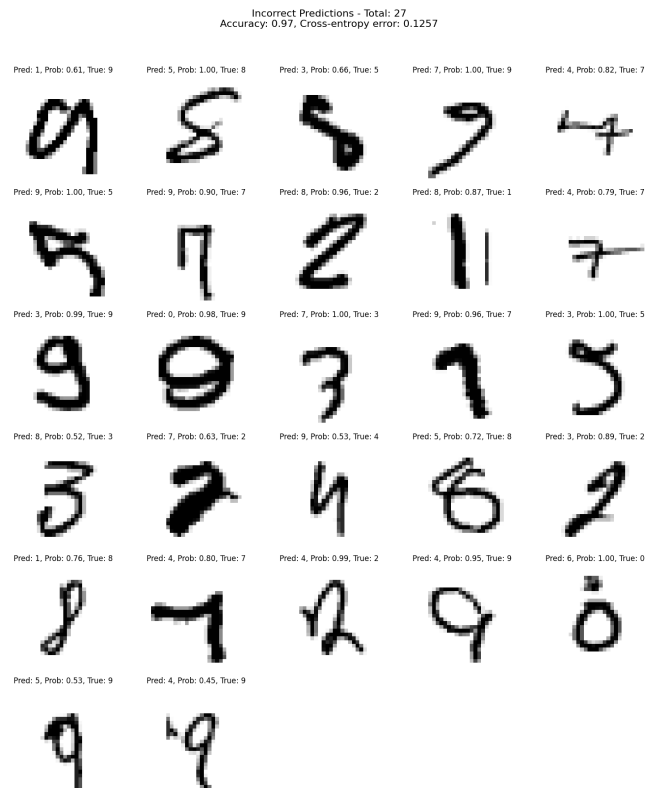 Incorrect Predictions - Total: 27
Accuracy: 0.97, Cross-entropy error: 0.1257
Pred: 1, Prob: 0.61, True: 9
Pred: 5, Prob: 1.00, True: 8
Pred: 3, Prob: 0.66, True: 5
Pred: 7, Prob: 1.00, True: 9
Pred: 4, Prob: 0.82, True: 7
Pred: 9, Prob: 1.00, True: 5
Pred: 9, Prob: 0.90, True: 7
Pred: 8, Prob: 0.96, True: 2
Pred: 8, Prob: 0.87, True: 1
Pred: 4, Prob: 0.79, True: 7
Pred: 3, Prob: 0.99, True: 9
Pred: 0, Prob: 0.98, True: 9
Pred: 7, Prob: 1.00, True: 3
Pred: 9, Prob: 0.96, True: 7
Pred: 3, Prob: 1.00, True: 5
Pred: 8, Prob: 0.52, True: 3
Pred: 7, Prob: 0.63, True: 2
Pred: 9, Prob: 0.53, True: 4
Pred: 5, Prob: 0.72, True: 8
Pred: 3, Prob: 0.89, True: 2
Pred: 1, Prob: 0.76, True: 8
Pred: 4, Prob: 0.80, True: 7
Pred: 4, Prob: 0.99, True: 2
Pred: 4, Prob: 0.95, True: 9
Pred: 6, Prob: 1.00, True: 0
Pred: 5, Prob: 0.53, True: 9
Pred: 4, Prob: 0.45, True: 9